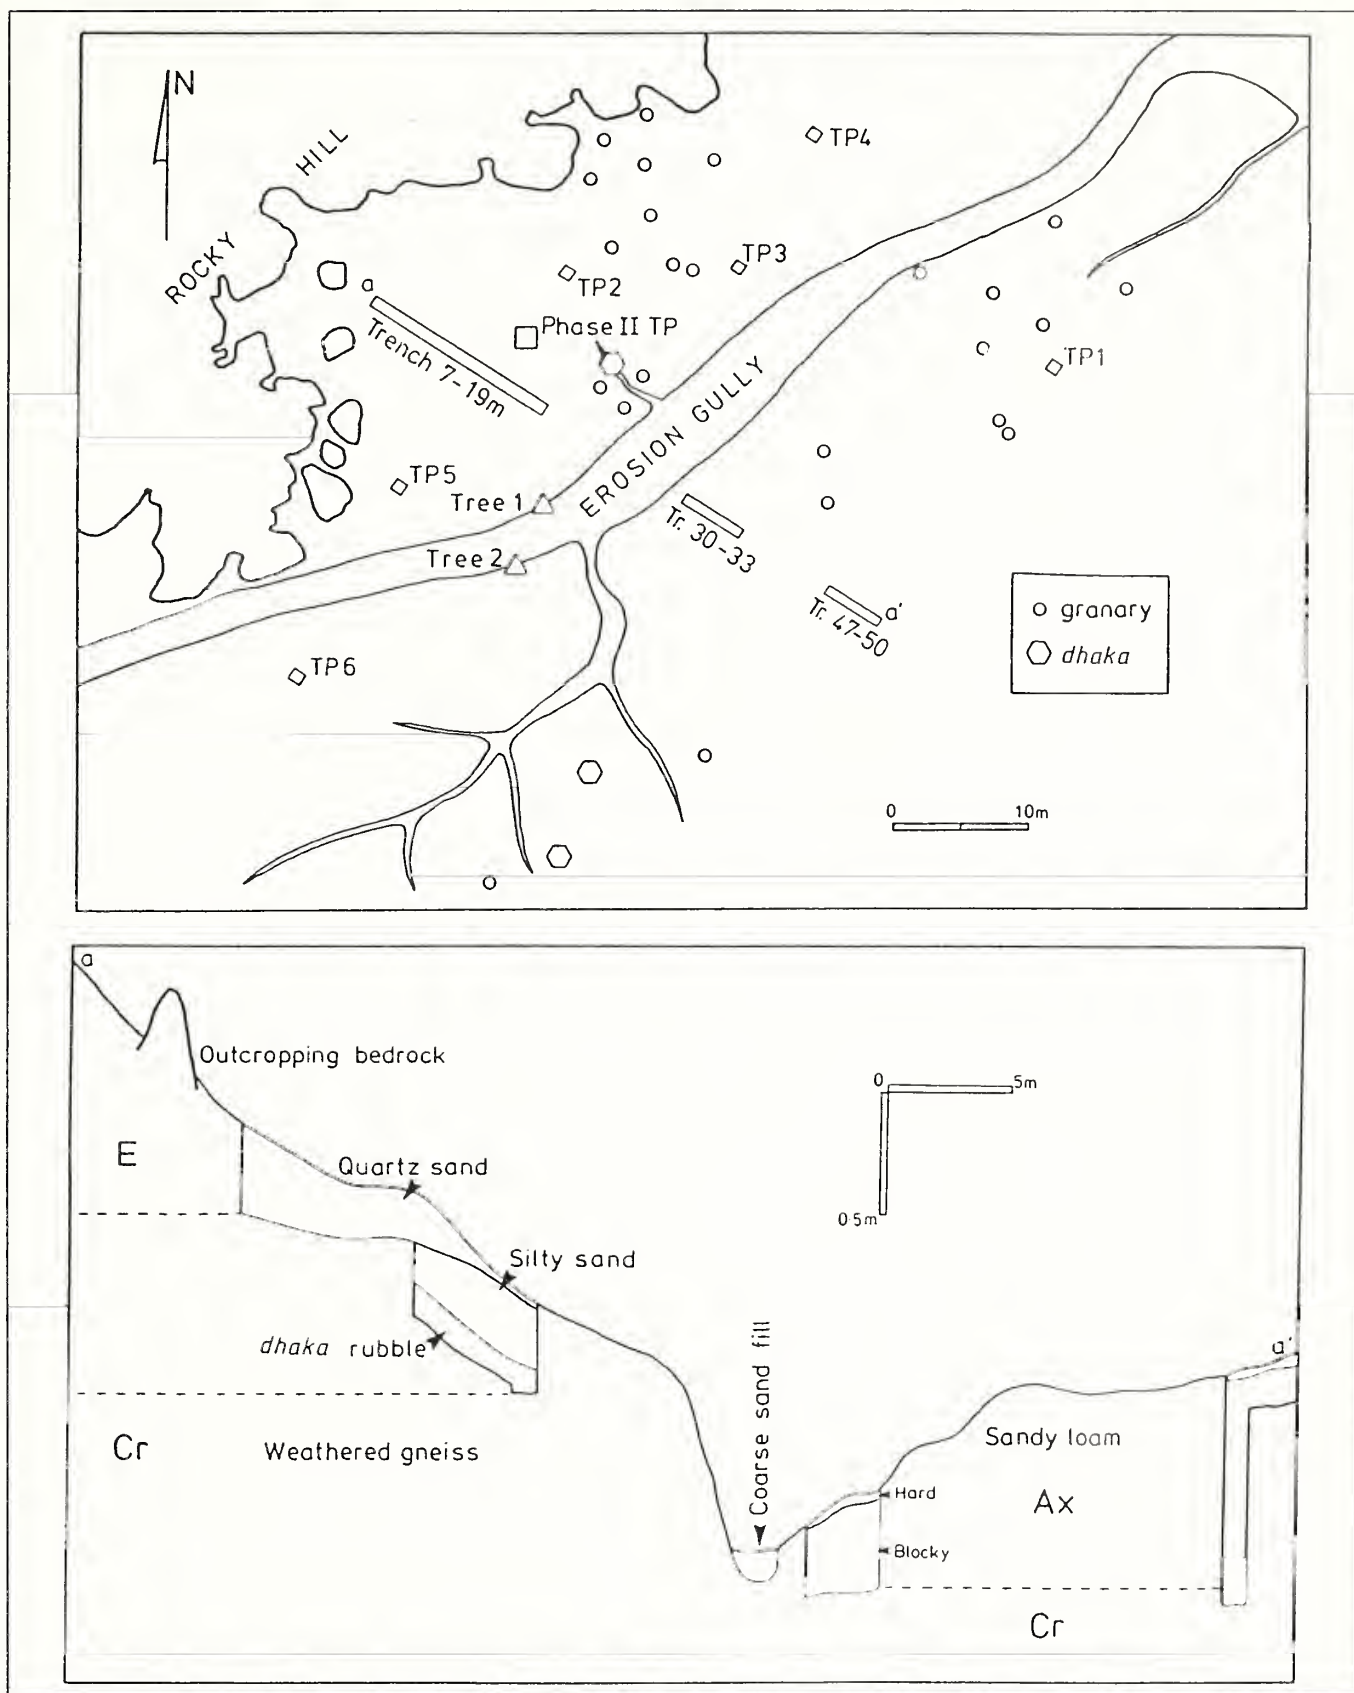 N
HILL
ROCKY
TP4
TP3
TP2
a
Phase II TP
Trench 7-19m
TP1
EROSION GULLY
TP5
Tree 1
Tr. 30-33
Tree 2
Tr. 47-50
a'
granary
dhaka
TP6
0 10m
a
Outcropping bedrock
0 5m
E
Quartz sand
0·5m
Silty sand
dhaka rubble
Coarse sand fill
a'
Cr
Weathered gneiss
Sandy loam
Hard
Ax
Blocky
Cr